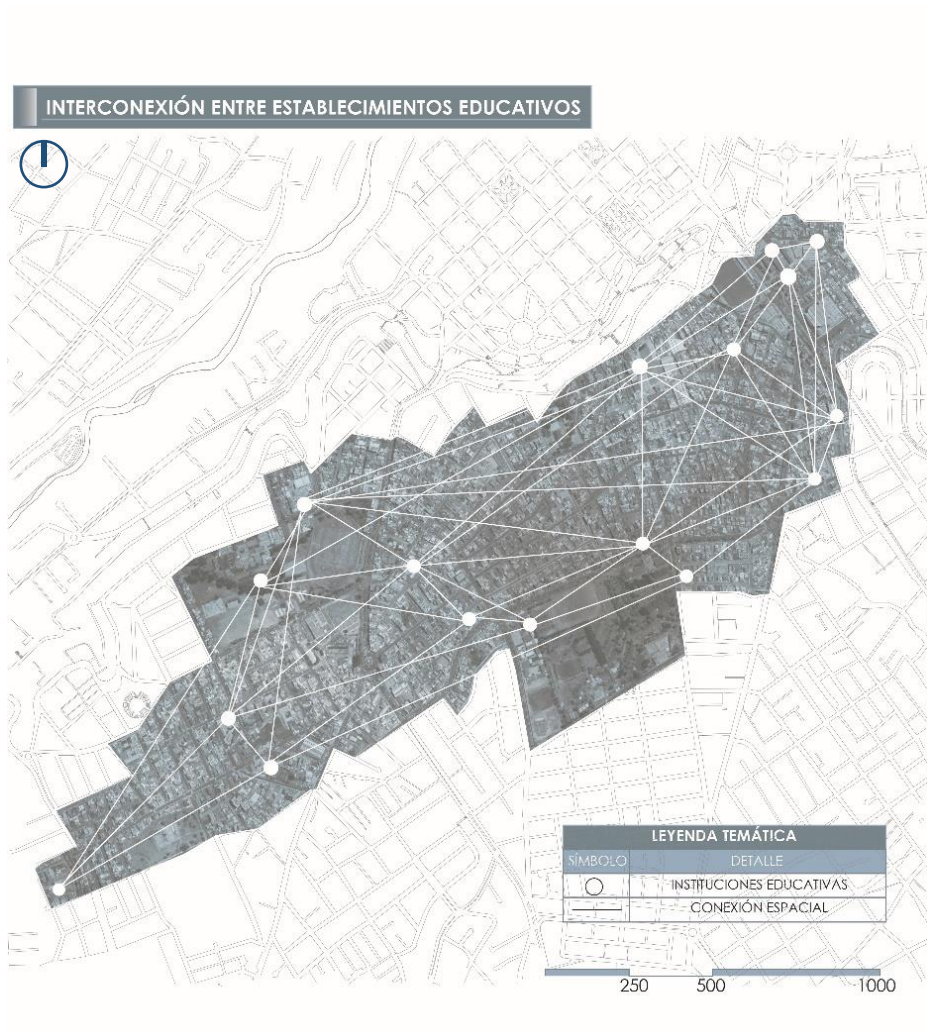 INTERCONEXIÓN ENTRE ESTABLECIMIENTOS EDUCATIVOS
LEYENDA TEMÁTICA
SÍMBOLO DETALLE
INSTITUCIONES EDUCATIVAS
CONEXIÓN ESPACIAL
250 500 1000